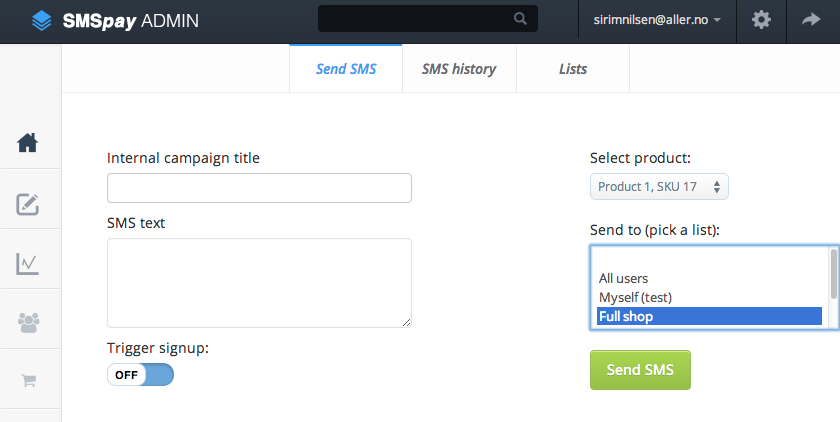 SMSpay ADMIN
sirimnilsen@aller.no
Send SMS
SMS history
Lists
Internal campaign title
Select product:
Product 1, SKU 17
SMS text
Send to (pick a list):
All users
Myself (test)
Full shop
Trigger signup:
OFF
Send SMS